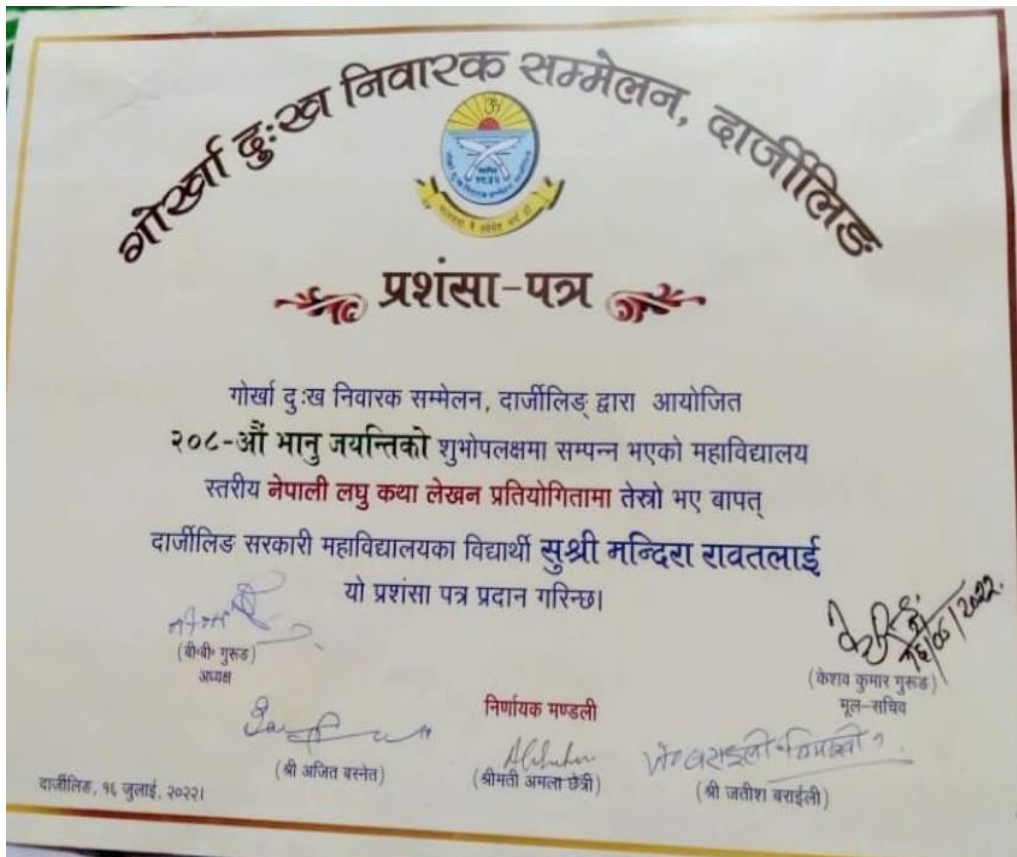 गोर्खा दुःख निवारक सम्मेलन, दार्जीलिङ
ॐ
प्रशंसा-पत्र
गोर्खा दुःख निवारक सम्मेलन, दार्जीलिङ् द्वारा आयोजित
२०८-औं भानु जयन्तिको शुभोपलक्षमा सम्पन्न भएको महाविद्यालय
स्तरीय नेपाली लघु कथा लेखन प्रतियोगितामा तेस्रो भए बापत्
दार्जीलिङ सरकारी महाविद्यालयका विद्यार्थी सुश्री मन्दिरा रावतलाई
यो प्रशंसा पत्र प्रदान गरिन्छ।
(बी॰बी॰ गुरूङ)
अध्यक्ष
(केशव कुमार गुरूङ)
मूल-सचिव
निर्णायक मण्डली
(श्री अजित बस्नेत)
(श्रीमती अमला छेत्री)
(श्री जतीश बराईली)
दार्जीलिङ, १६ जुलाई, २०२२।